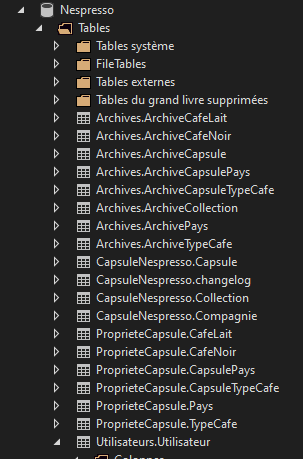 Nespresso
Tables
Tables système
FileTables
Tables externes
Tables du grand livre supprimées
Archives.ArchiveCafeLait
Archives.ArchiveCafeNoir
Archives.ArchiveCapsule
Archives.ArchiveCapsulePays
Archives.ArchiveCapsuleTypeCafe
Archives.ArchiveCollection
Archives.ArchivePays
Archives.ArchiveTypeCafe
CapsuleNespresso.Capsule
CapsuleNespresso.changelog
CapsuleNespresso.Collection
CapsuleNespresso.Compagnie
ProprieteCapsule.CafeLait
ProprieteCapsule.CafeNoir
ProprieteCapsule.CapsulePays
ProprieteCapsule.CapsuleTypeCafe
ProprieteCapsule.Pays
ProprieteCapsule.TypeCafe
Utilisateurs.Utilisateur